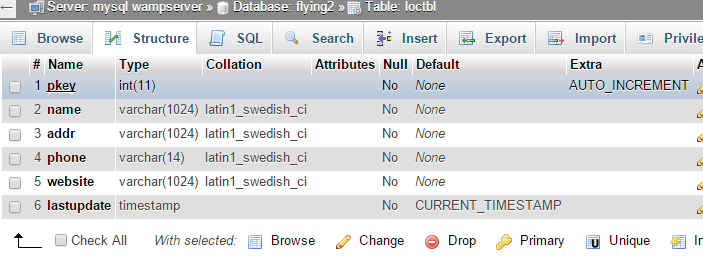 Server: mysql wampserver » Database: flying2 » Table: loctbl
Browse Structure SQL Search Insert Export Import Privile
# Name Type Collation Attributes Null Default Extra A
1 pkey int(11) No None AUTO_INCREMENT
2 name varchar(1024) latin1_swedish_ci No None
3 addr varchar(1024) latin1_swedish_ci No None
4 phone varchar(14) latin1_swedish_ci No None
5 website varchar(1024) latin1_swedish_ci No None
6 lastupdate timestamp No CURRENT_TIMESTAMP
Check All With selected: Browse Change Drop Primary Unique In